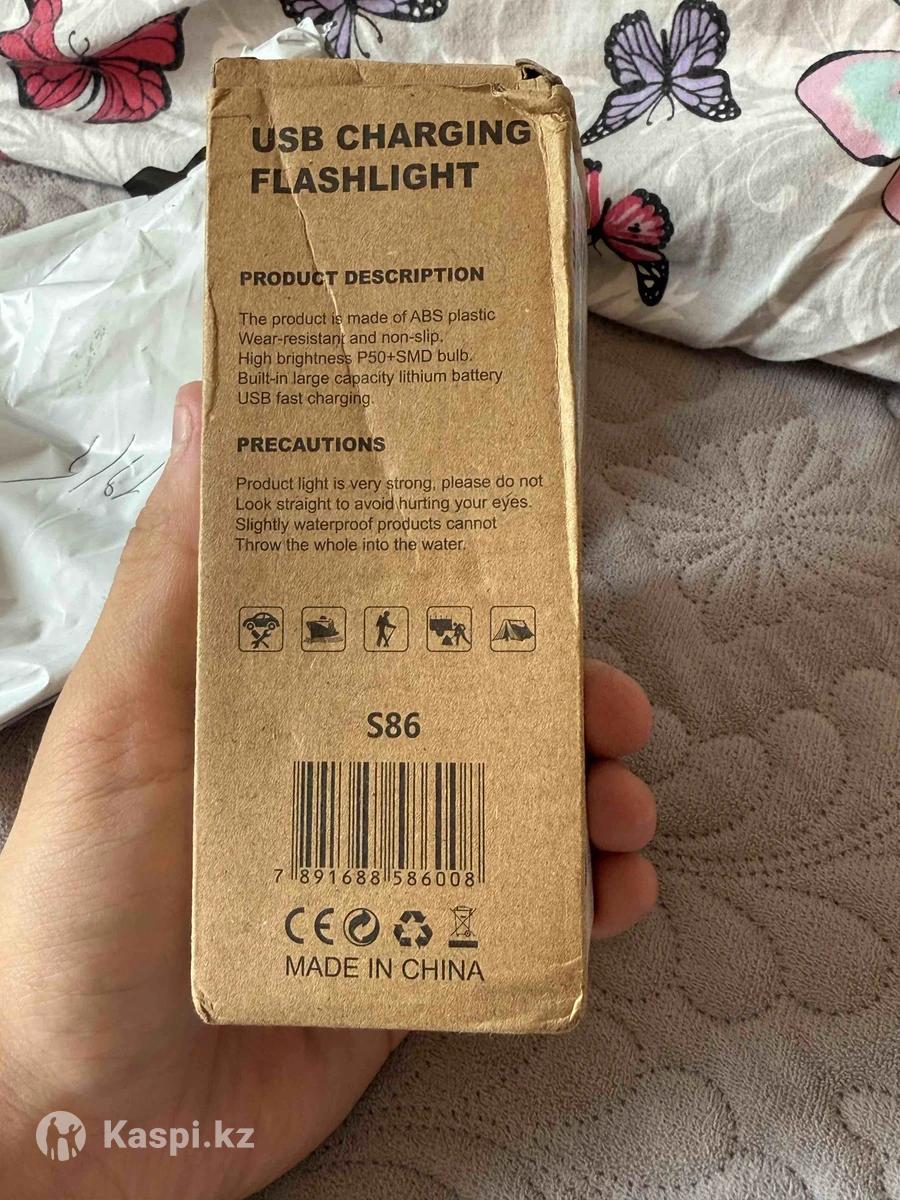 USB CHARGING
FLASHLIGHT
PRODUCT DESCRIPTION
The product is made of ABS plastic
Wear-resistant and non-slip.
High brightness P50+SMD bulb.
Built-in large capacity lithium battery
USB fast charging.
PRECAUTIONS
Product light is very strong, please do not
Look straight to avoid hurting your eyes.
Slightly waterproof products cannot
Throw the whole into the water.
S86
7 891688 586008
CE
MADE IN CHINA
Kaspi.kz